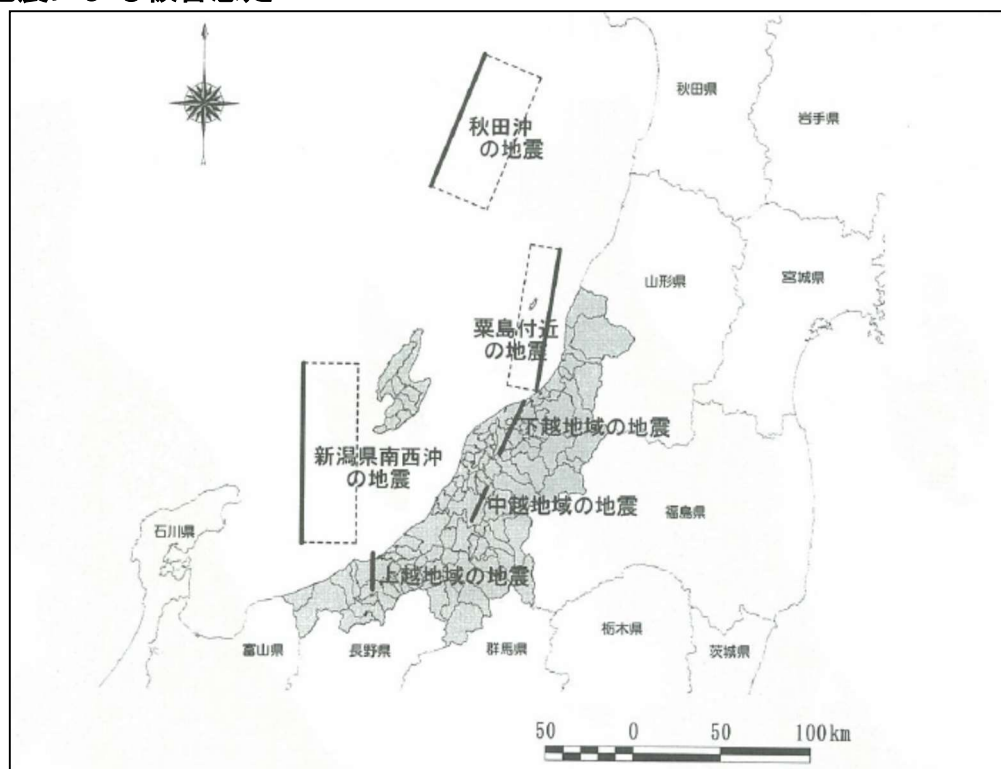 秋田県
岩手県
秋田沖
の地震
山形県
宮城県
粟島付近
の地震
下越地域の地震
新潟県南西沖
の地震
中越地域の地震
福島県
石川県
上越地域の地震
栃木県
富山県
長野県
群馬県
茨城県
50 0 50 100km